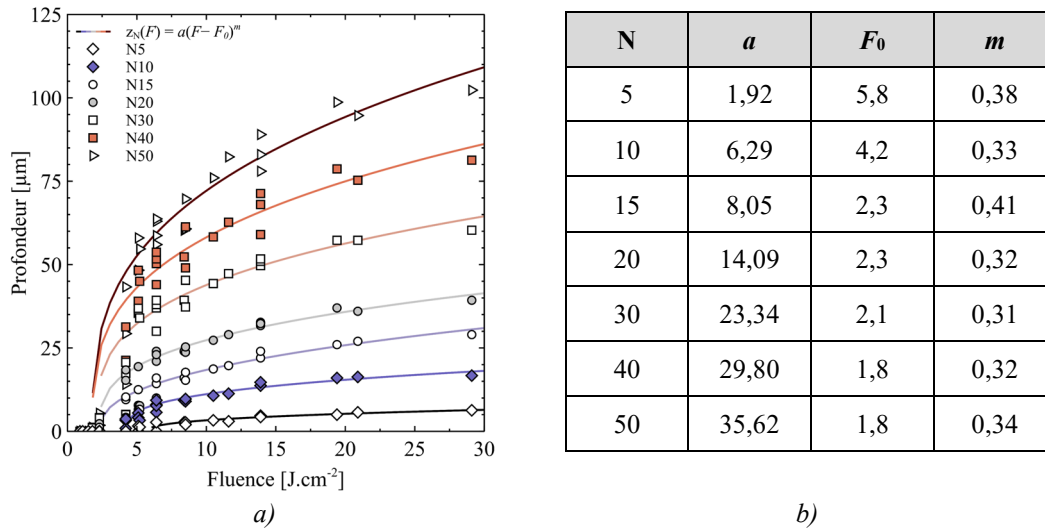 125
100
75
50
25
0
Profondeur [µm]
z_N(F) = a(F− F_0)^m
N5
N10
N15
N20
N30
N40
N50
0 5 10 15 20 25 30
Fluence [J.cm⁻²]
a)
N a F₀ m
5 1,92 5,8 0,38
10 6,29 4,2 0,33
15 8,05 2,3 0,41
20 14,09 2,3 0,32
30 23,34 2,1 0,31
40 29,80 1,8 0,32
50 35,62 1,8 0,34
b)